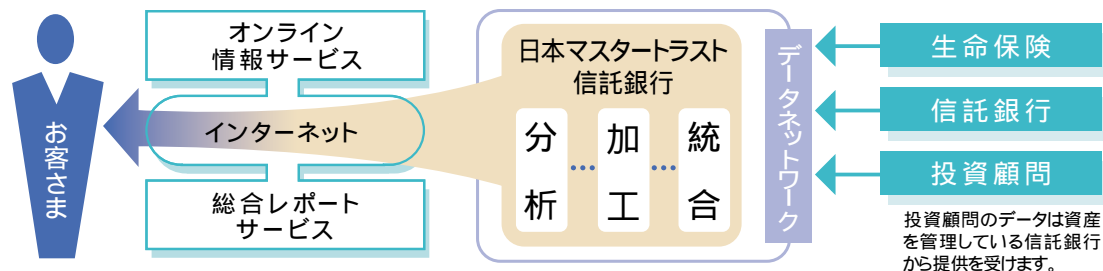 お客さま
オンライン
情報サービス
インターネット
総合レポート
サービス
日本マスタートラスト
信託銀行
分析
…
加工
…
統合
データネットワーク
生命保険
信託銀行
投資顧問
投資顧問のデータは資産
を管理している信託銀行
から提供を受けます。